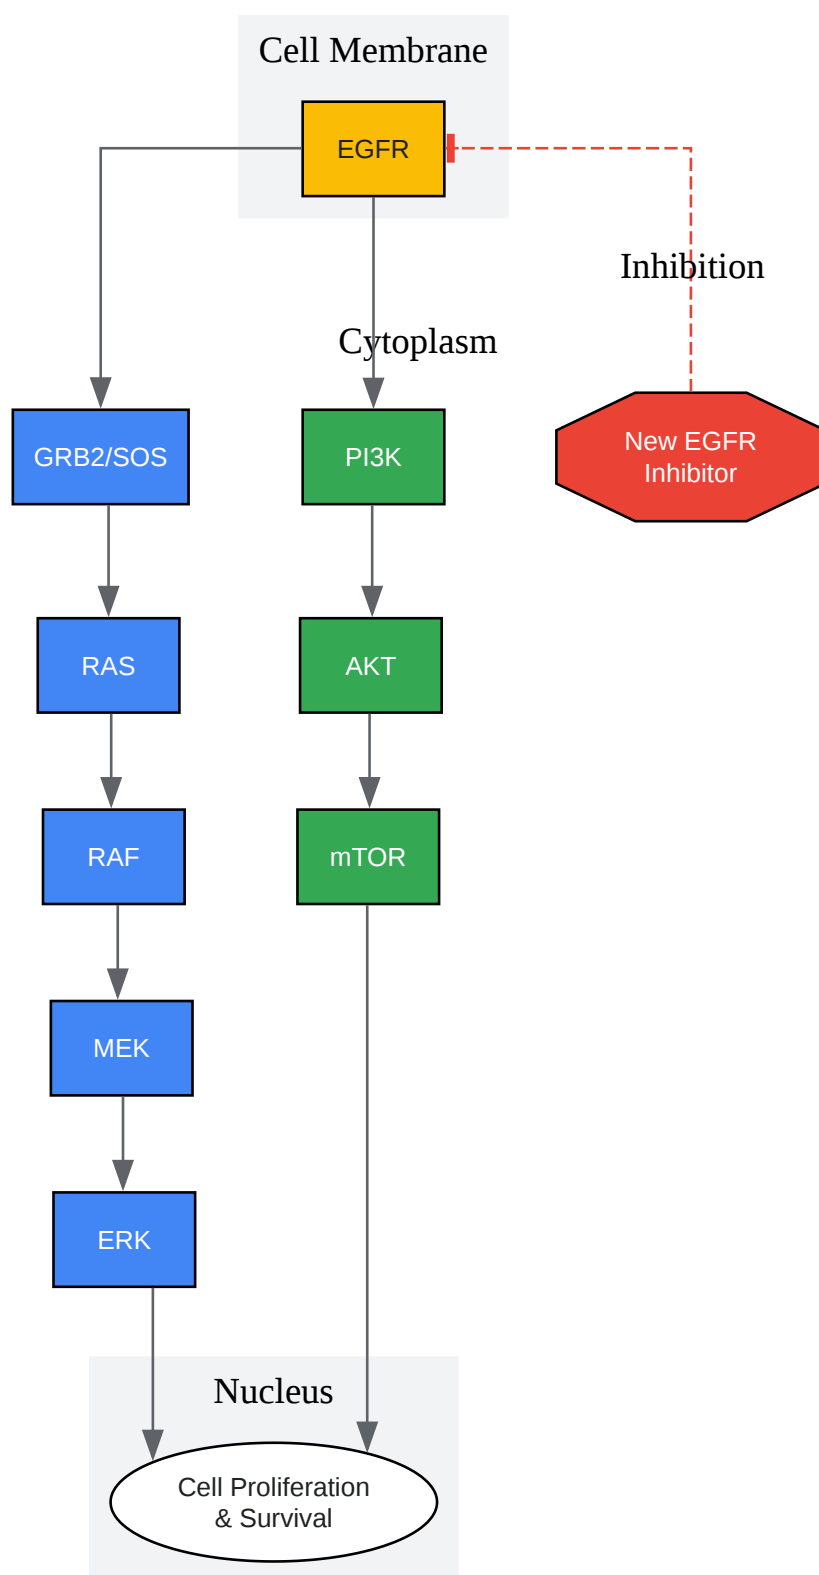 Cell Membrane
EGFR
Inhibition
Cytoplasm
GRB2/SOS
PI3K
New EGFR
Inhibitor
RAS
AKT
RAF
mTOR
MEK
ERK
Nucleus
Cell Proliferation
& Survival